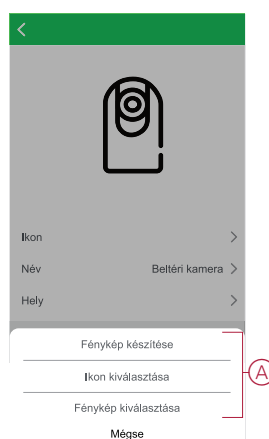 Ikon
Név Beltéri kamera
Hely
Fénykép készítése
Ikon kiválasztása
A
Fénykép kiválasztása
Mégse